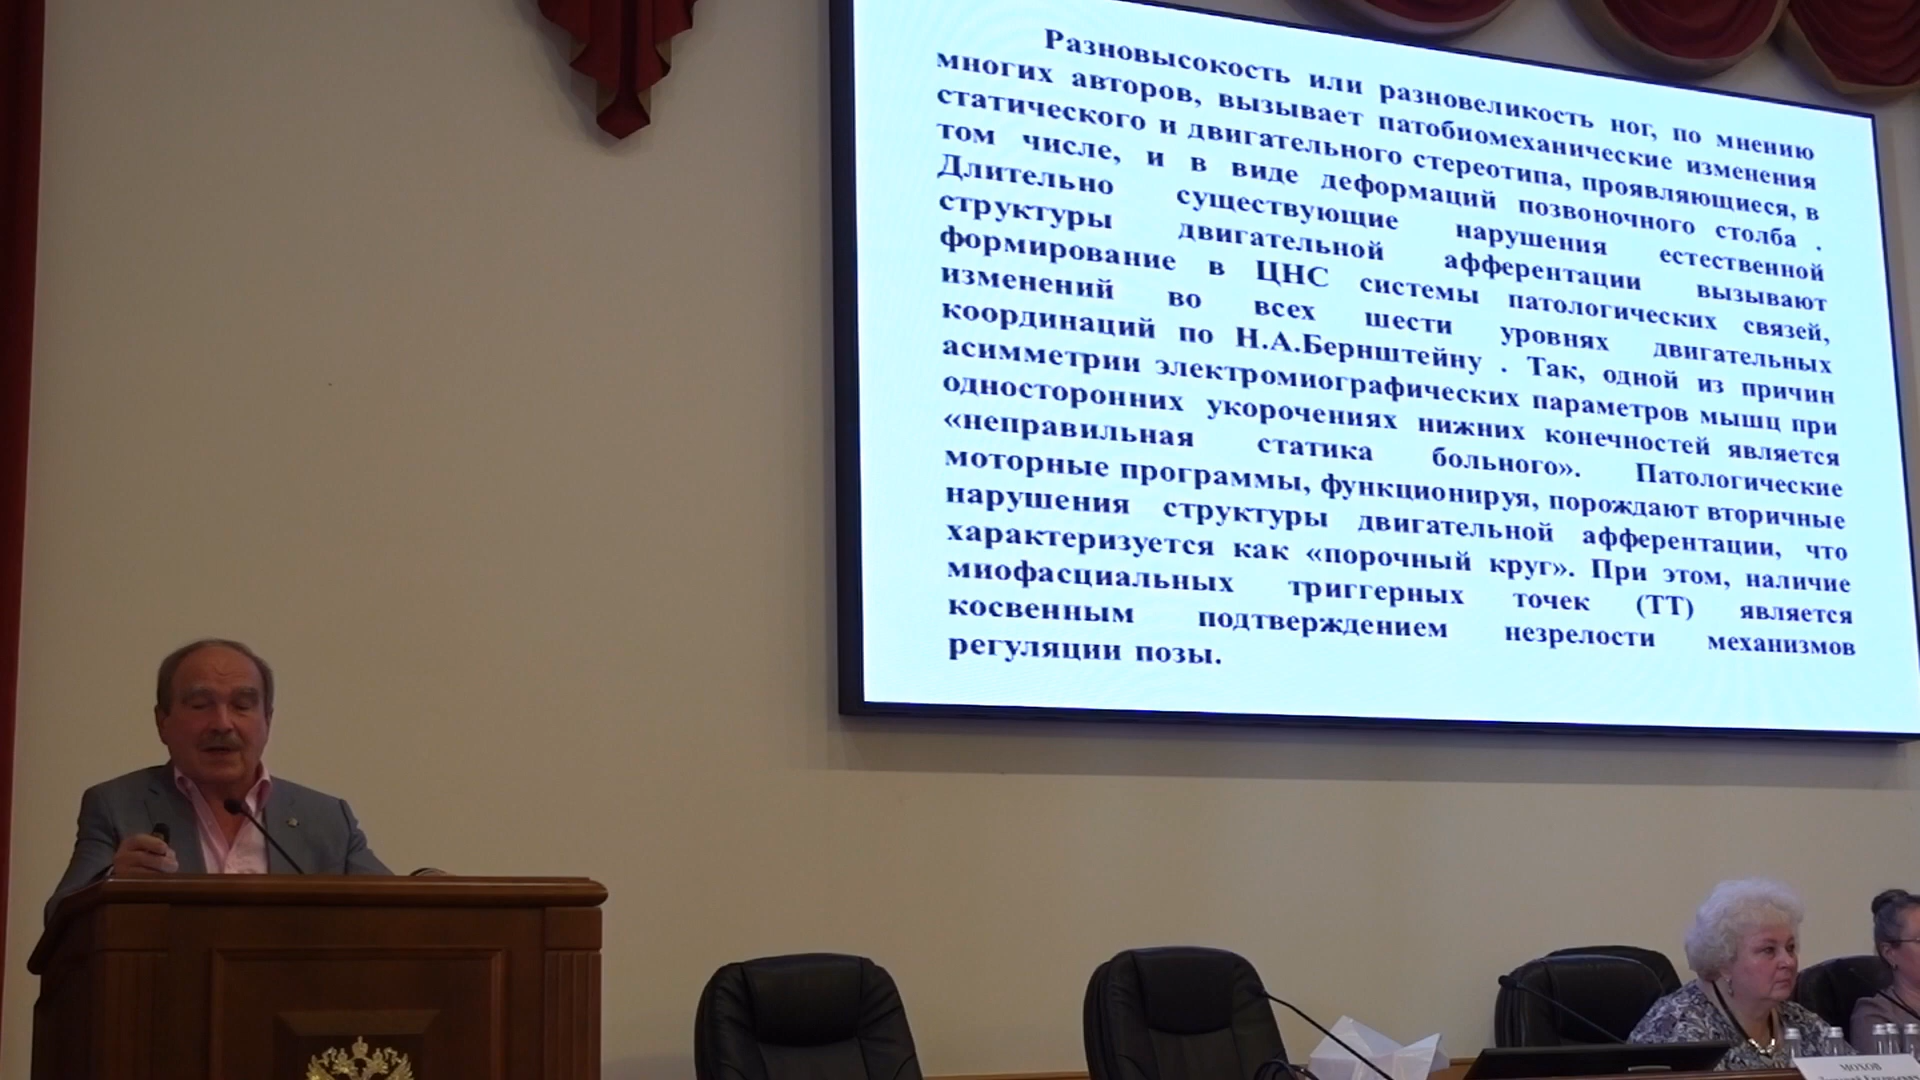 Разновысокость или разновеликость ног, по мнению
многих авторов, вызывает патобиомеханические изменения
статического и двигательного стереотипа, проявляющиеся, в
том числе, и в виде деформаций позвоночного столба .
Длительно существующие нарушения естественной
структуры двигательной афферентации вызывают
формирование в ЦНС системы патологических связей,
изменений во всех шести уровнях двигательных
координаций по Н.А.Бернштейну . Так, одной из причин
асимметрии электромиографических параметров мышц при
односторонних укорочениях нижних конечностей является
«неправильная статика больного». Патологические
моторные программы, функционируя, порождают вторичные
нарушения структуры двигательной афферентации, что
характеризуется как «порочный круг». При этом, наличие
миофасциальных триггерных точек (ТТ) является
косвенным подтверждением незрелости механизмов
регуляции позы.
МОХОВ